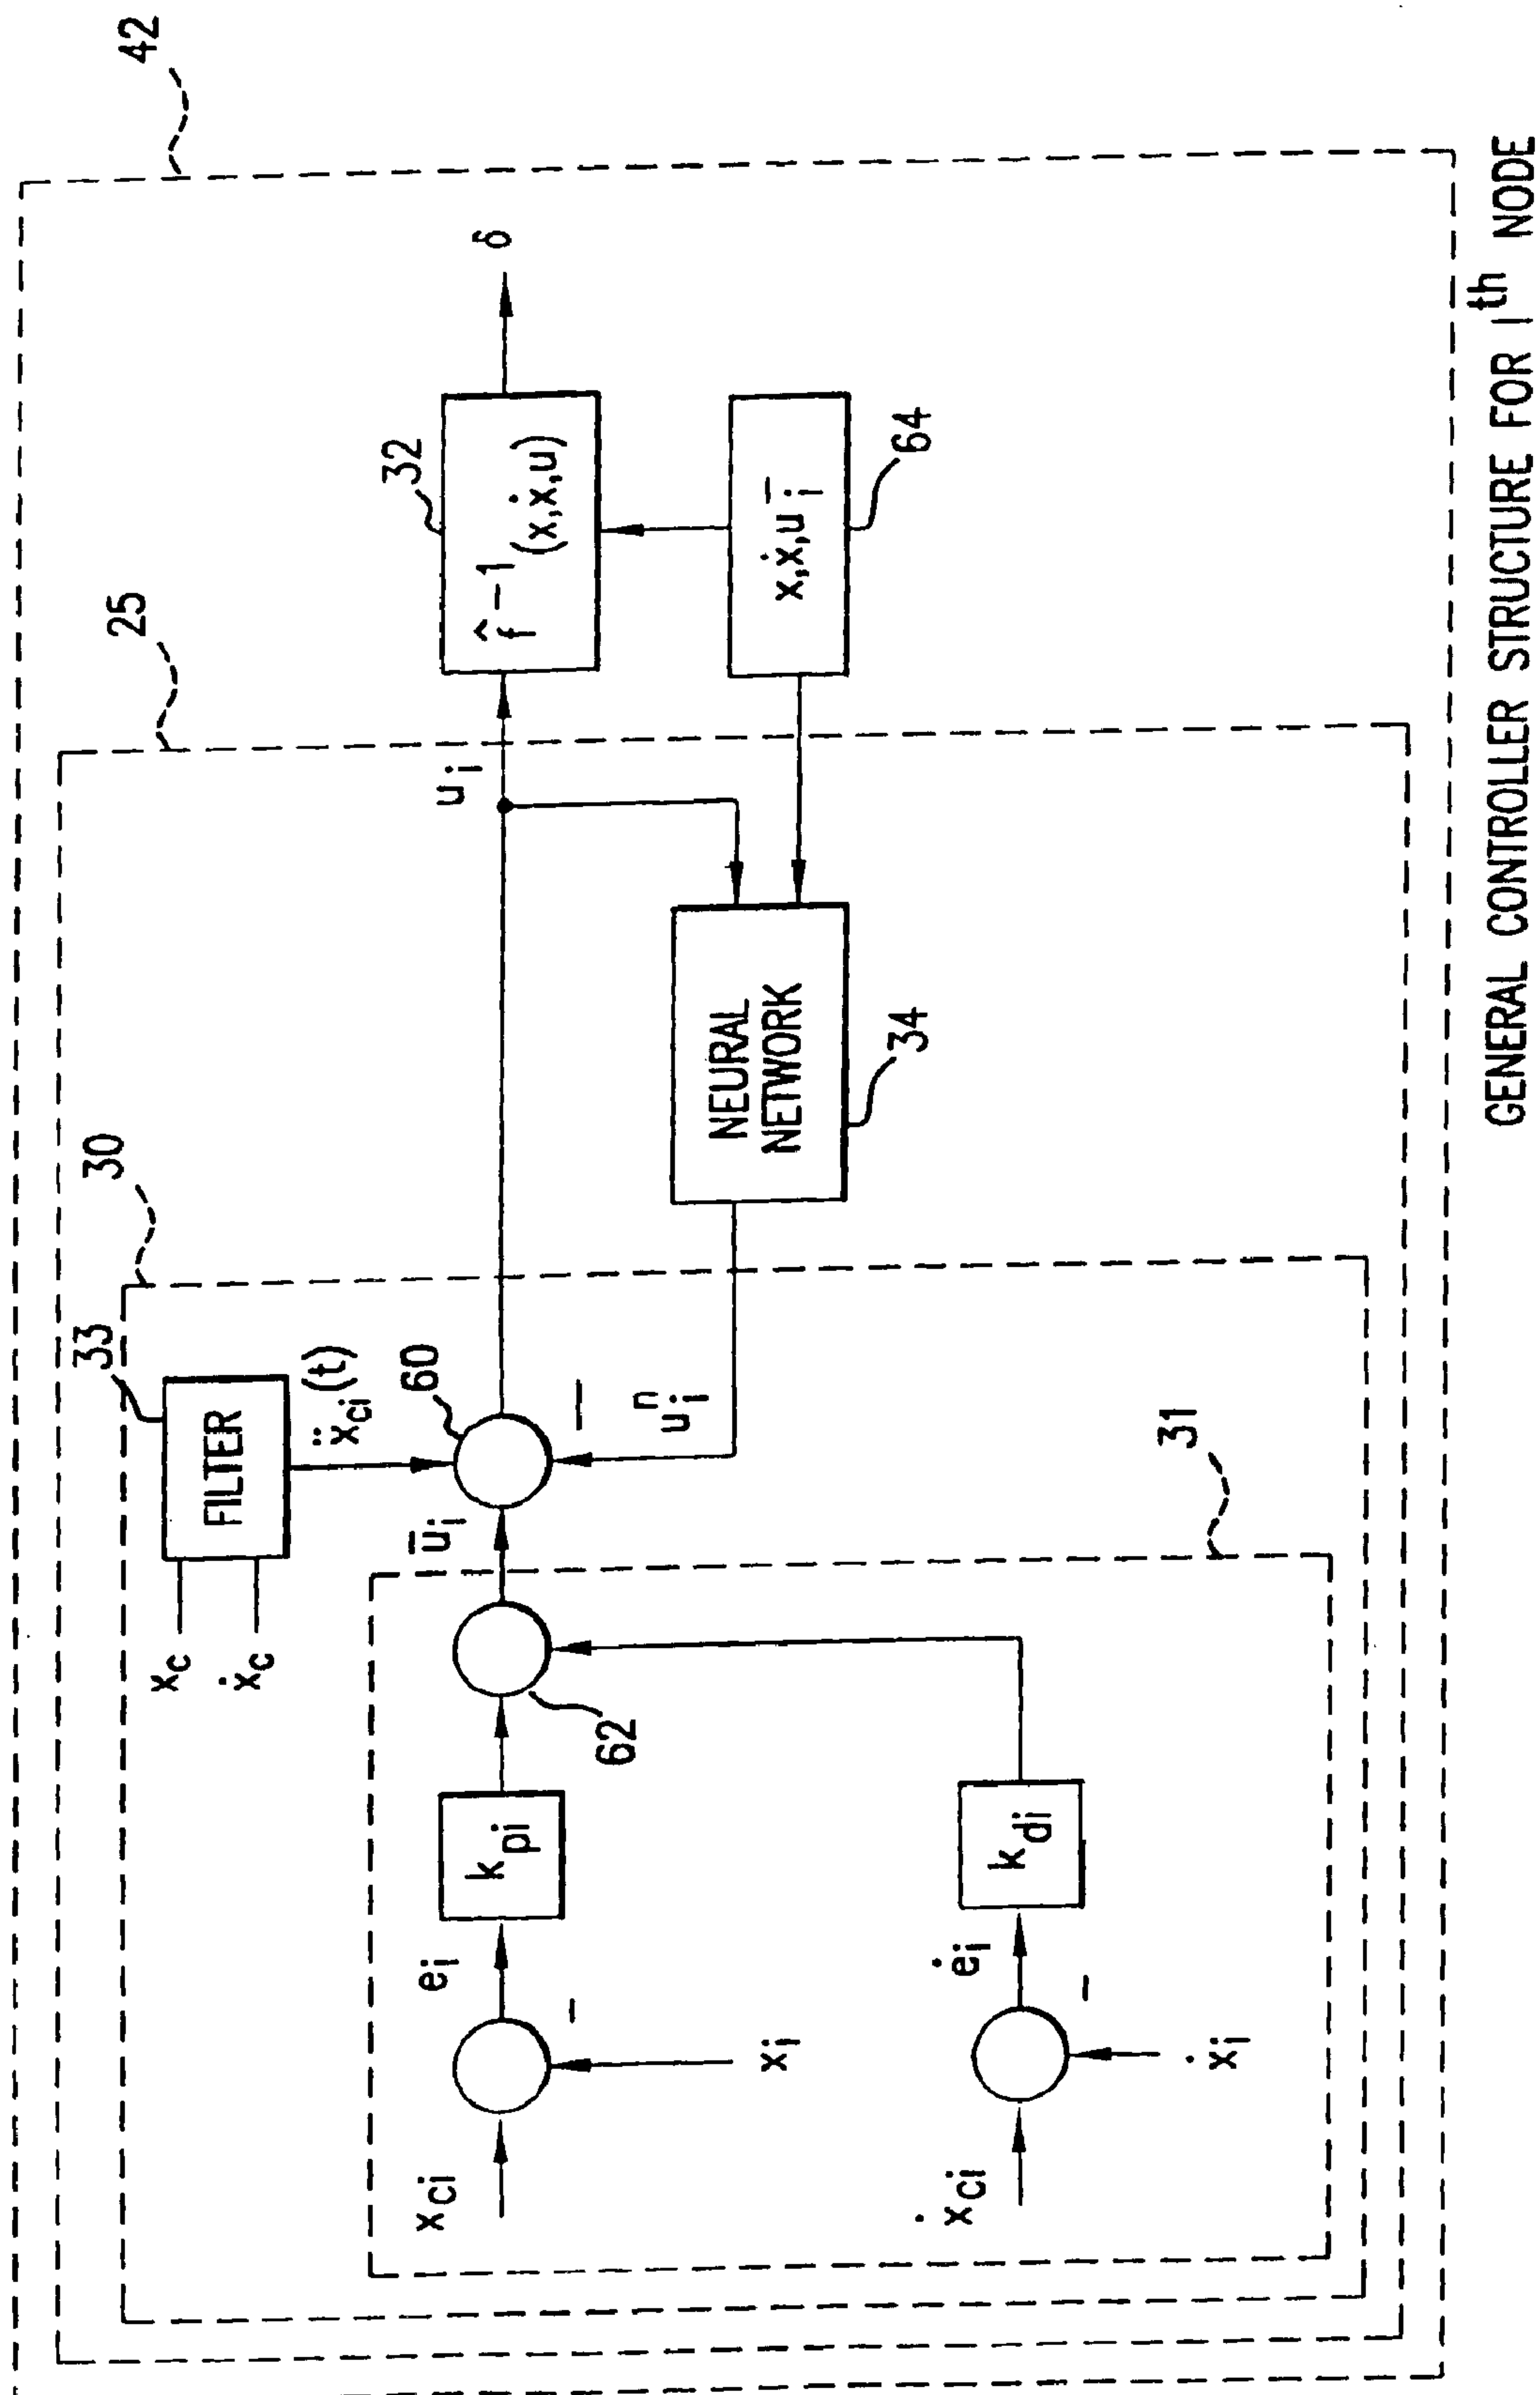 42
25
30
33
FILTER
x_c
ẋ_c
ẍ_ci(t)
60
ū_i
u_i
32
f̂⁻¹(x,ẋ,u)
δ
x,ẋ,u_i⁻
64
NEURAL
NETWORK
34
u_i^n
−
31
62
k_pi
e_i
−
x_ci
x_i
k_di
ė_i
−
ẋ_ci
ẋ_i
GENERAL CONTROLLER STRUCTURE FOR I^th NODE